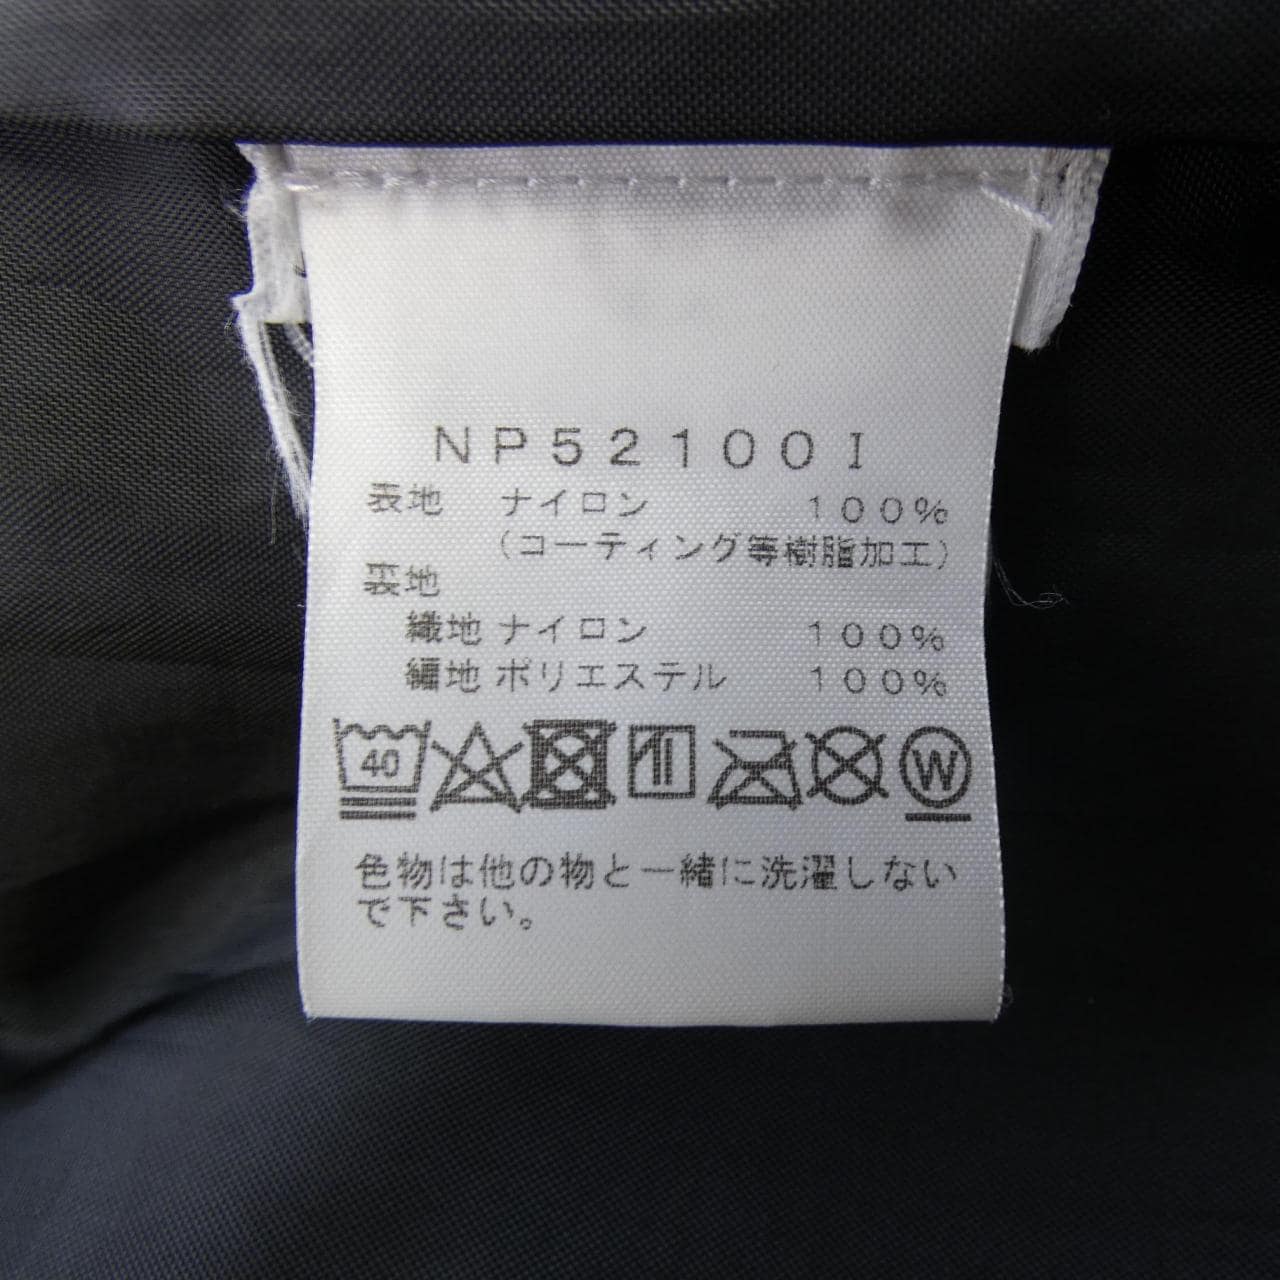 NP52100I
表地 ナイロン 100%
(コーティング等樹脂加工)
裏地
織地 ナイロン 100%
編地 ポリエステル 100%
40 W
色物は他の物と一緒に洗濯しない
で下さい。